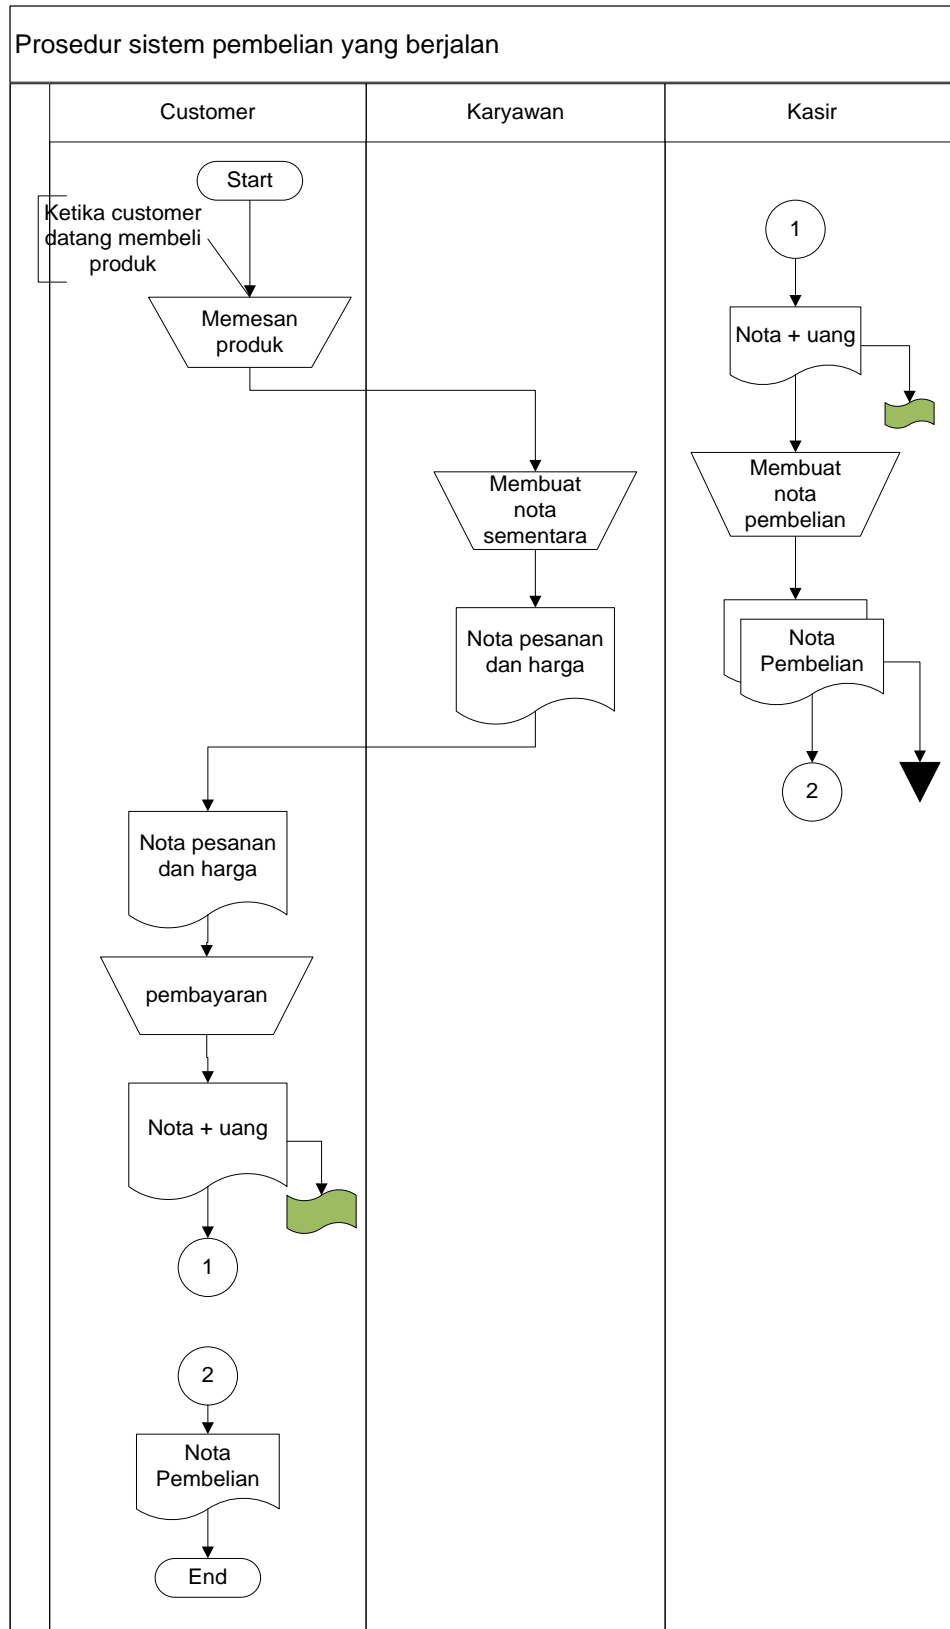 Prosedur sistem pembelian yang berjalan
Customer
Karyawan
Kasir
Start
Ketika customer
datang membeli
produk
Memesan
produk
Membuat
nota
sementara
Nota pesanan
dan harga
Nota pesanan
dan harga
pembayaran
Nota + uang
1
2
Nota
Pembelian
End
1
Nota + uang
Membuat
nota
pembelian
Nota
Pembelian
2